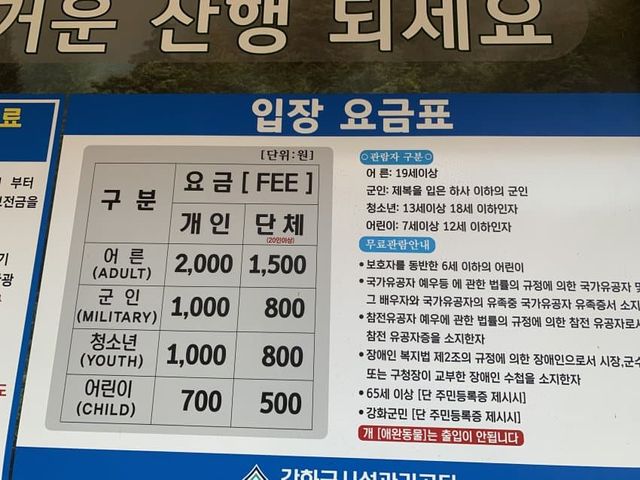 거운 산행 되세요
료
부터
입장 요금표
[단위:원]
구 분
요 금 [ FEE ]
개 인
단 체
(20인이상)
어 른
(ADULT)
2,000
1,500
군 인
(MILITARY)
1,000
800
청소년
(YOUTH)
1,000
800
어린이
(CHILD)
700
500
관람자 구분
어 른: 19세이상
군인: 제복을 입은 하사 이하의 군인
청소년: 13세이상 18세 이하인자
어린이: 7세이상 12세 이하인자
무료관람안내
• 보호자를 동반한 6세 이하의 어린이
• 국가유공자 예우등 에 관한 법률의 규정에 의한 국가유공자 및
그 배우자와 국가유공자의 유족중 국가유공자 유족증서 소지
• 참전유공자 예우에 관한 법률의 규정에 의한 참전 유공자로서
참전 유공자증을 소지한자
• 장애인 복지법 제2조의 규정에 의한 장애인으로서 시장,군수
또는 구청장이 교부한 장애인 수첩을 소지한자
• 65세 이상 [단 주민등록증 제시시]
• 강화군민 [단 주민등록증 제시시]
개 [애완동물]는 출입이 안됩니다
강화군시설관리공단